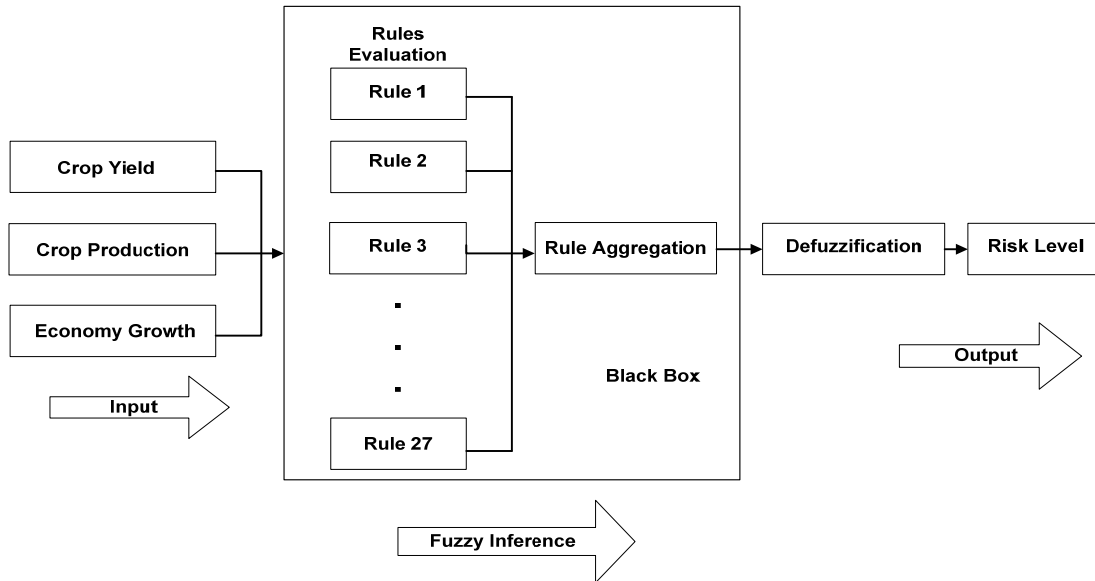 Rules
Evaluation
Rule 1
Rule 2
Rule 3
Rule 27
Crop Yield
Crop Production
Economy Growth
Input
Rule Aggregation
Black Box
Defuzzification
Risk Level
Output
Fuzzy Inference